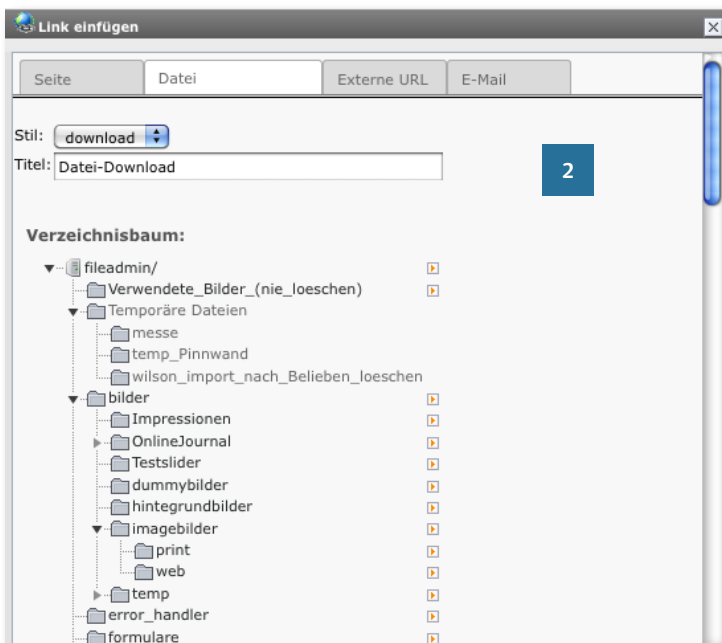 Link einfügen
Seite Datei Externe URL E-Mail
Stil: download
Titel: Datei-Download
2
Verzeichnisbaum:
fileadmin/
Verwendete_Bilder_(nie_loeschen)
Temporäre Dateien
messe
temp_Pinnwand
wilson_import_nach_Belieben_loeschen
bilder
Impressionen
OnlineJournal
Testslider
dummybilder
hintegrundbilder
imagebilder
print
web
temp
error_handler
formulare